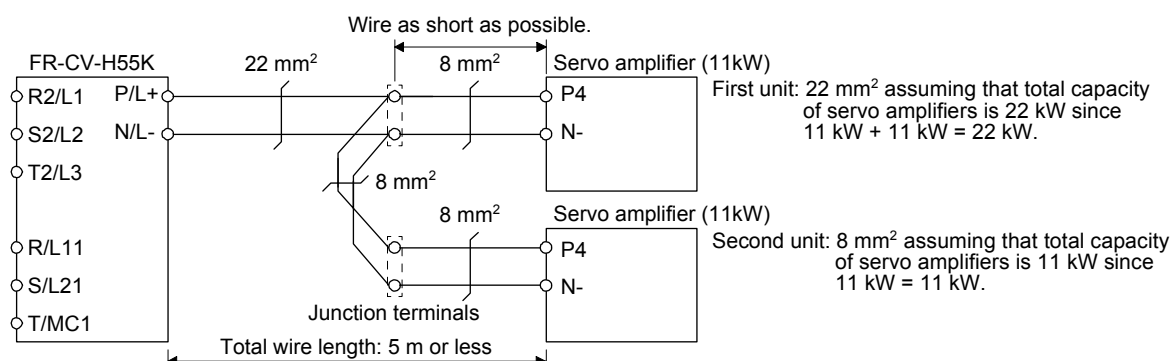 Wire as short as possible.
FR-CV-H55K
22 mm²
8 mm²
Servo amplifier (11kW)
R2/L1
P/L+
P4
First unit: 22 mm² assuming that total capacity
of servo amplifiers is 22 kW since
11 kW + 11 kW = 22 kW.
S2/L2
N/L-
N-
T2/L3
8 mm²
8 mm²
Servo amplifier (11kW)
R/L11
P4
Second unit: 8 mm² assuming that total capacity
of servo amplifiers is 11 kW since
11 kW = 11 kW.
S/L21
N-
Junction terminals
T/MC1
Total wire length: 5 m or less